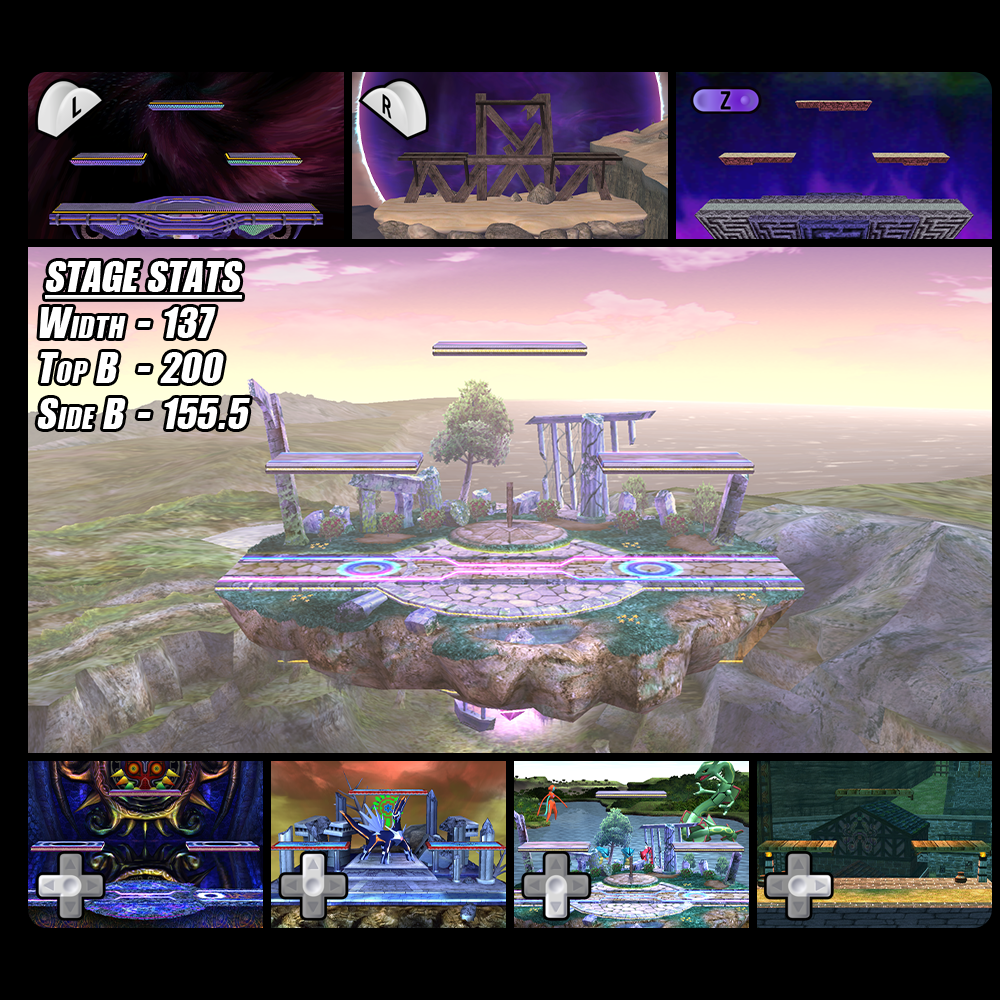 L
R
Z
STAGE STATS
WIDTH - 137
TOP B - 200
SIDE B - 155.5